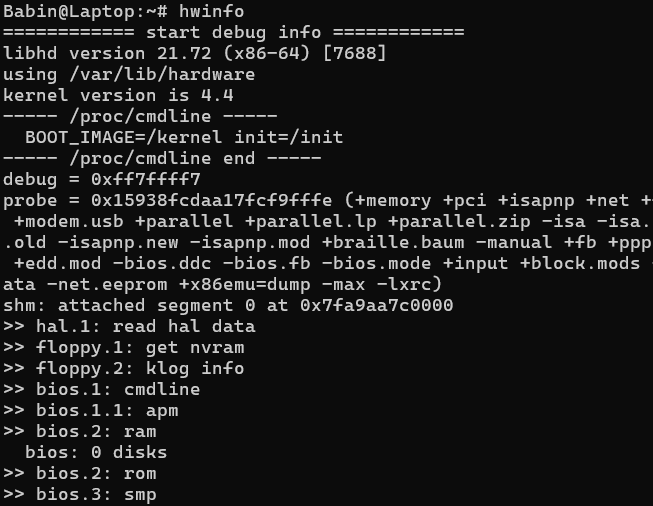 Babin@Laptop:~# hwinfo
============ start debug info ============
libhd version 21.72 (x86-64) [7688]
using /var/lib/hardware
kernel version is 4.4
----- /proc/cmdline -----
  BOOT_IMAGE=/kernel init=/init
----- /proc/cmdline end -----
debug = 0xff7ffff7
probe = 0x15938fcdaa17fcf9fffe (+memory +pci +isapnp +net +
 +modem.usb +parallel +parallel.lp +parallel.zip -isa -isa.
.old -isapnp.new -isapnp.mod +braille.baum -manual +fb +ppp
 +edd.mod -bios.ddc -bios.fb -bios.mode +input +block.mods
ata -net.eeprom +x86emu=dump -max -lxrc)
shm: attached segment 0 at 0x7fa9aa7c0000
>> hal.1: read hal data
>> floppy.1: get nvram
>> floppy.2: klog info
>> bios.1: cmdline
>> bios.1.1: apm
>> bios.2: ram
  bios: 0 disks
>> bios.2: rom
>> bios.3: smp